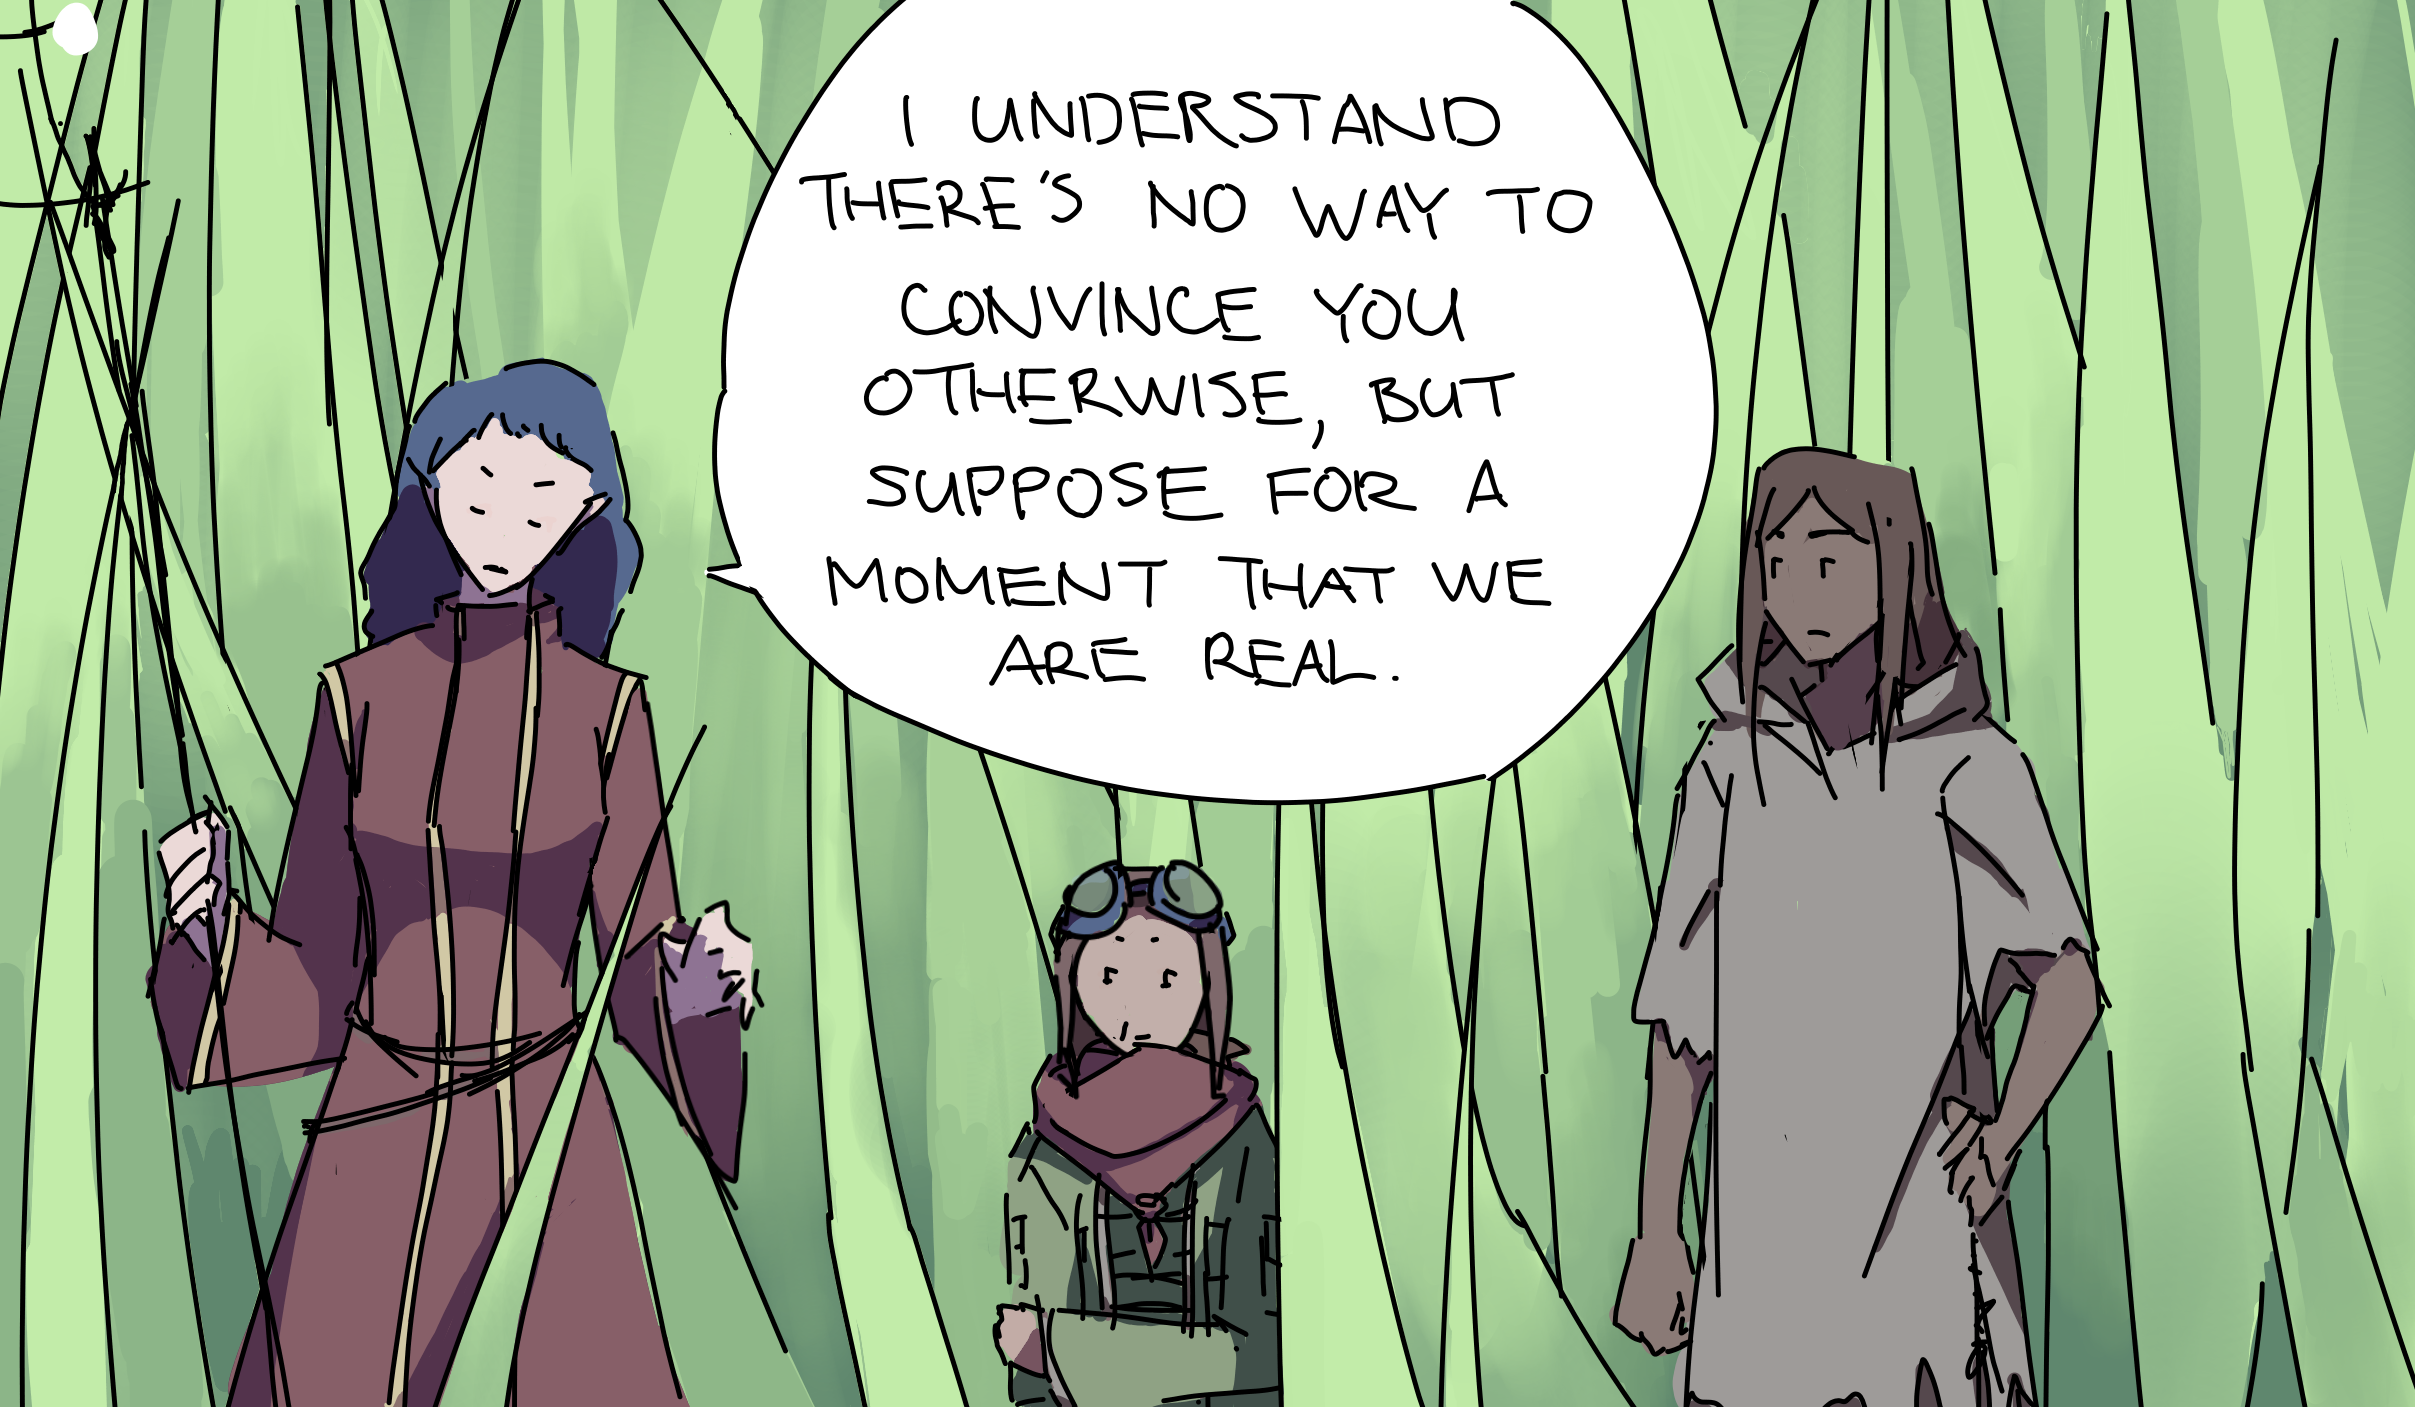 I UNDERSTAND
THERE'S NO WAY TO
CONVINCE YOU
OTHERWISE, BUT
SUPPOSE FOR A
MOMENT THAT WE
ARE REAL.